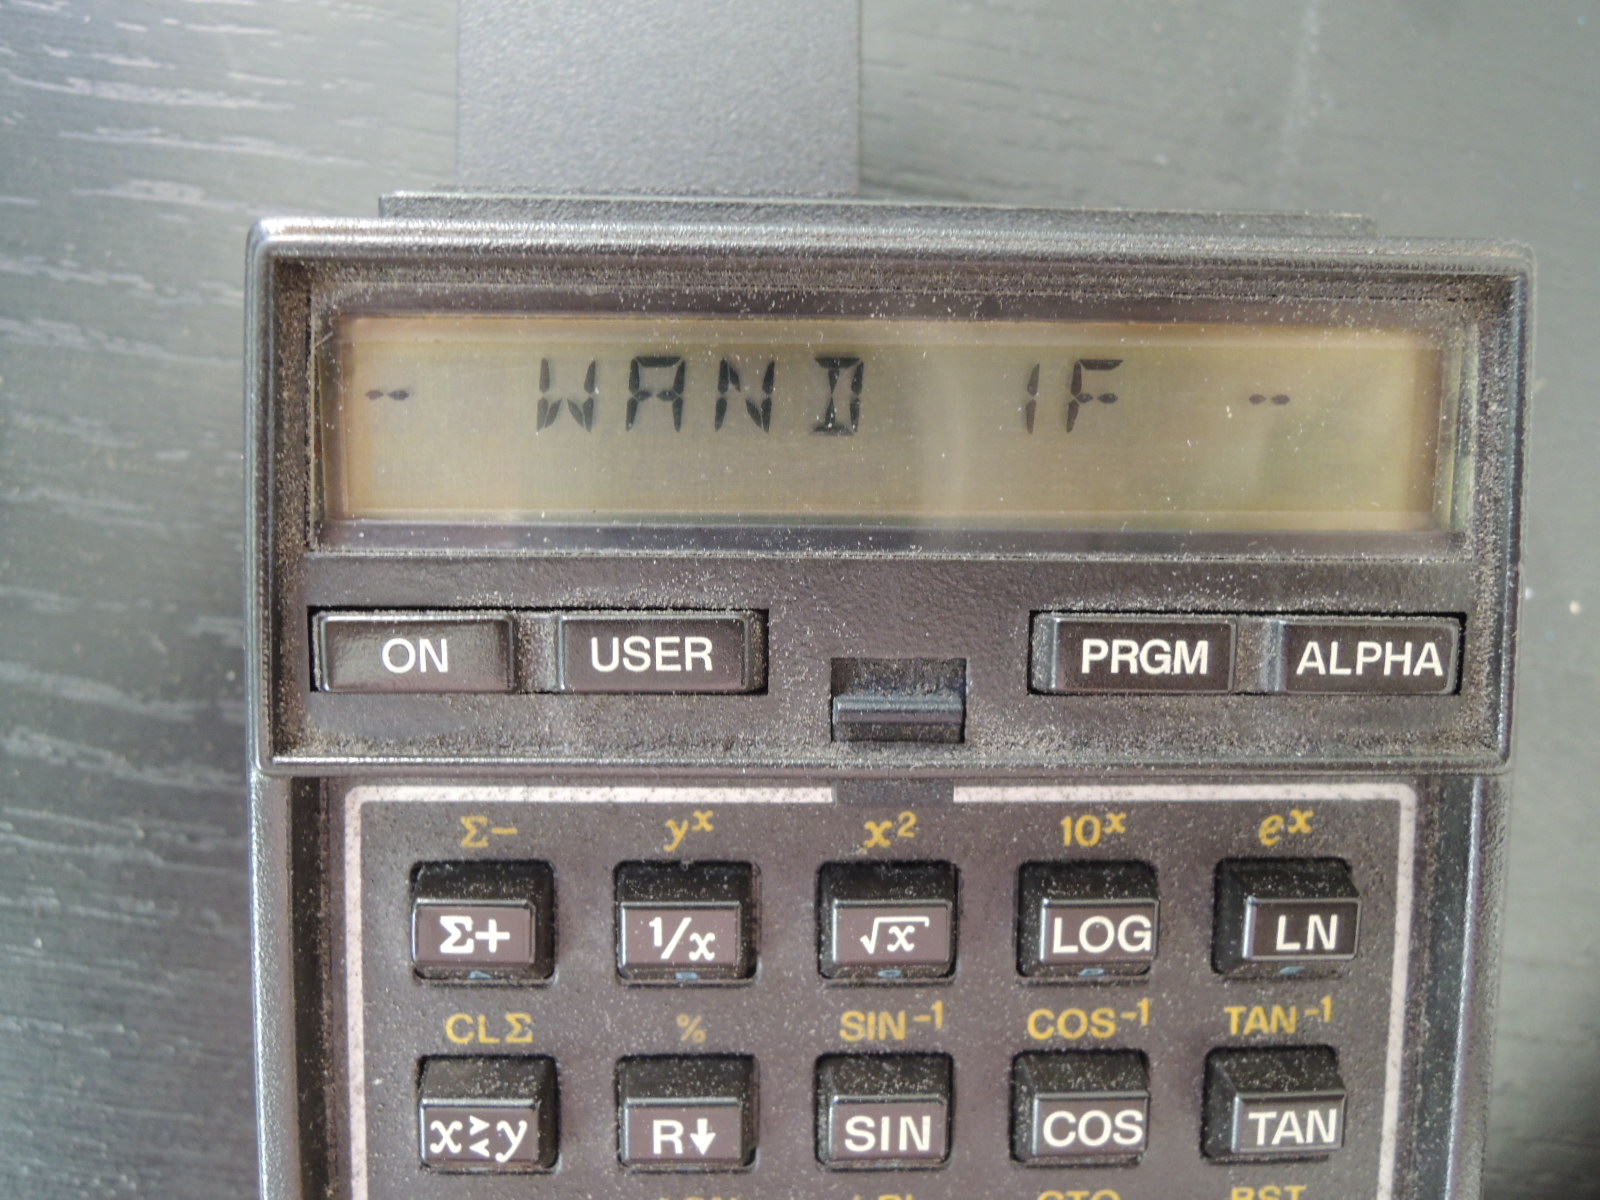 - WAND 1F -
ON USER PRGM ALPHA
Σ- yˣ x² 10ˣ eˣ
Σ+ 1/x √x LOG LN
A B C D E
CLΣ % SIN⁻¹ COS⁻¹ TAN⁻¹
x≷y R↓ SIN COS TAN